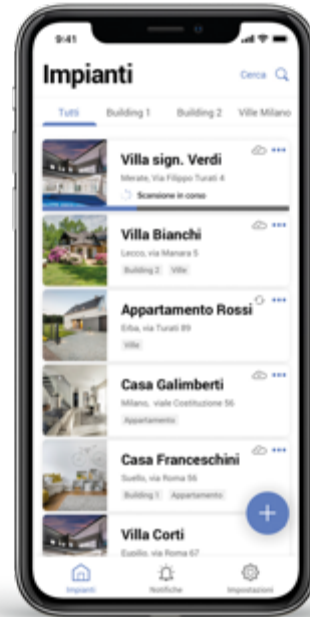 9:41
Impianti
Cerca
Tutti Building 1 Building 2 Ville Milano
Villa sign. Verdi
Merate, Via Filippo Turati 4
Scansione in corso
Villa Bianchi
Lecco, via Manara 5
Building 2 Ville
Appartamento Rossi
Erba, via Turati 89
Ville
Casa Galimberti
Milano, viale Costituzione 56
Appartamento
Casa Franceschini
Suello, via Roma 56
Building 1 Appartamento
Villa Corti
Eupilio, via Roma 67
Impianti Notifiche Impostazioni